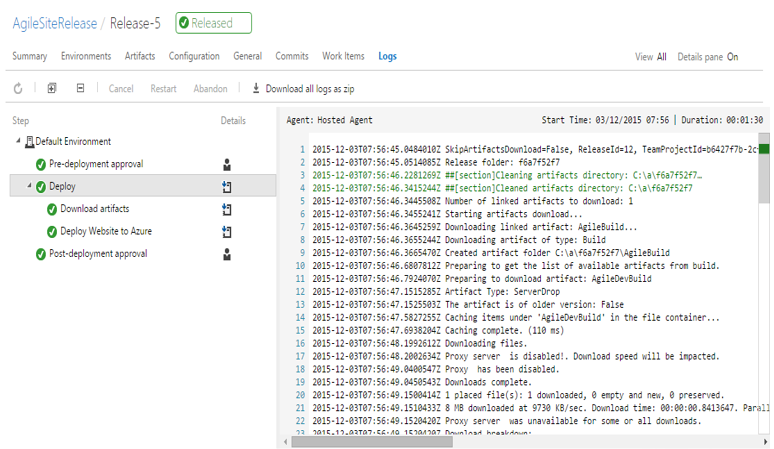 AgileSiteRelease / Release-5 Released
Summary Environments Artifacts Configuration General Commits Work Items Logs View All Details pane On
Cancel Restart Abandon Download all logs as zip
Step Details
Default Environment
Pre-deployment approval
Deploy
Download artifacts
Deploy Website to Azure
Post-deployment approval
Agent: Hosted Agent Start Time: 03/12/2015 07:56 | Duration: 00:01:30
1 2015-12-03T07:56:45.0484010Z SkipArtifactsDownload=False, ReleaseId=12, TeamProjectId=b6427f7b-2c
2 2015-12-03T07:56:45.0514085Z Release folder: f6a7f52f7
3 2015-12-03T07:56:46.2281269Z ##[section]Cleaning artifacts directory: C:\a\f6a7f52f7…
4 2015-12-03T07:56:46.3415244Z ##[section]Cleaned artifacts directory: C:\a\f6a7f52f7
5 2015-12-03T07:56:46.3445508Z Number of linked artifacts to download: 1
6 2015-12-03T07:56:46.3455241Z Starting artifacts download...
7 2015-12-03T07:56:46.3645259Z Downloading linked artifact: AgileBuild...
8 2015-12-03T07:56:46.3655244Z Downloading artifact of type: Build
9 2015-12-03T07:56:46.3665470Z Created artifact folder C:\a\f6a7f52f7\AgileBuild
10 2015-12-03T07:56:46.6807812Z Preparing to get the list of available artifacts from build.
11 2015-12-03T07:56:46.7924070Z Preparing to download artifact: AgileDevBuild
12 2015-12-03T07:56:47.1515285Z Artifact Type: ServerDrop
13 2015-12-03T07:56:47.1525503Z The artifact is of older version: False
14 2015-12-03T07:56:47.5827255Z Caching items under 'AgileDevBuild' in the file container...
15 2015-12-03T07:56:47.6938204Z Caching complete. (110 ms)
16 2015-12-03T07:56:48.1992612Z Downloading files.
17 2015-12-03T07:56:48.2002634Z Proxy server is disabled!. Download speed will be impacted.
18 2015-12-03T07:56:49.0400547Z Proxy has been disabled.
19 2015-12-03T07:56:49.0450543Z Downloads complete.
20 2015-12-03T07:56:49.1500414Z 1 placed file(s): 1 downloaded, 0 empty and new, 0 preserved.
21 2015-12-03T07:56:49.1510433Z 8 MB downloaded at 9730 KB/sec. Download time: 00:00:00.8413647. Parall
22 2015-12-03T07:56:49.1520420Z Proxy server was unavailable for some or all downloads.
23 2015-12-03T07:56:49.1520420Z Download breakdown: